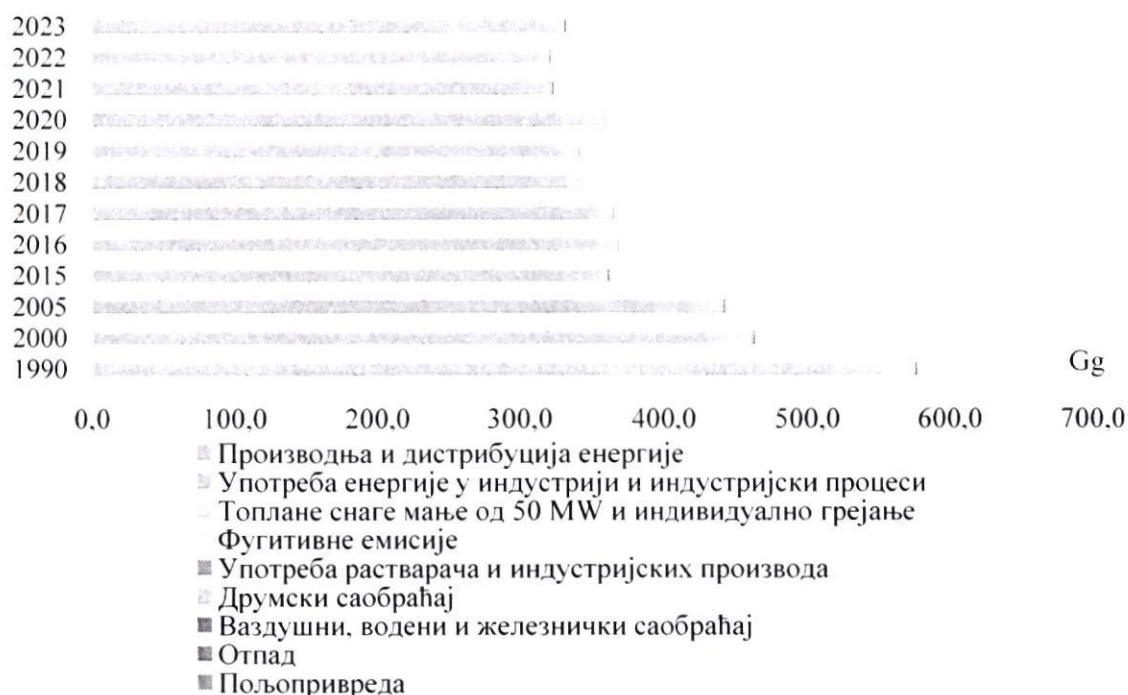 2023
2022
2021
2020
2019
2018
2017
2016
2015
2005
2000
1990
Gg
0,0 100,0 200,0 300,0 400,0 500,0 600,0 700,0
Производња и дистрибуција енергије
Употреба енергије у индустрији и индустријски процеси
Топлане снаге мање од 50 MW и индивидуално грејање
Фугитивне емисије
Употреба растварача и индустријских производа
Друмски саобраћај
Ваздушни, водени и железнички саобраћај
Отпад
Пољопривреда